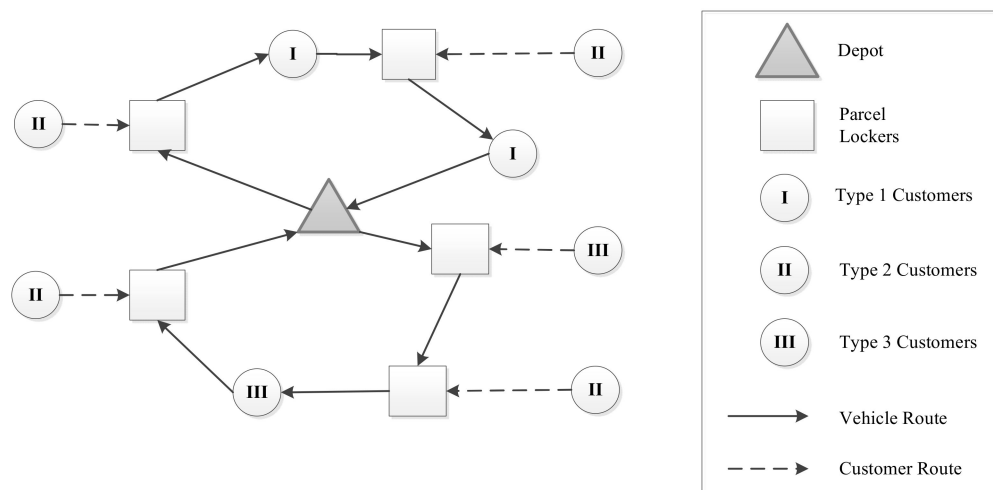 I
II
II
I
III
II
III
II
Depot
Parcel
Lockers
I
Type 1 Customers
II
Type 2 Customers
III
Type 3 Customers
Vehicle Route
Customer Route